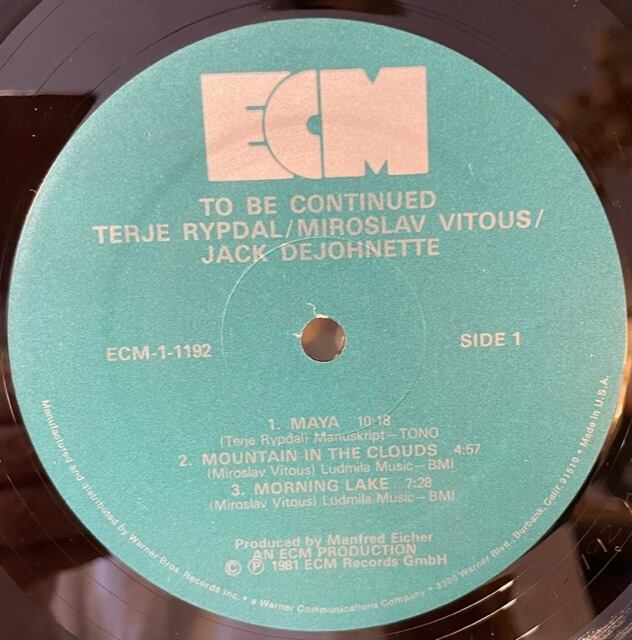 ECM
TO BE CONTINUED
TERJE RYPDAL/MIROSLAV VITOUS/
JACK DEJOHNETTE
ECM-1-1192
SIDE 1
1. MAYA 10:18
(Terje Rypdal) Manuskript—TONO
2. MOUNTAIN IN THE CLOUDS 4:57
(Miroslav Vitous) Ludmila Music—BMI
3. MORNING LAKE 7:28
(Miroslav Vitous) Ludmila Music—BMI
Produced by Manfred Eicher
AN ECM PRODUCTION
© ℗ 1981 ECM Records GmbH
Manufactured and distributed by Warner Bros. Records Inc. • a Warner Communications Company • 3300 Warner Blvd., Burbank, Calif. 91510 • Made in U.S.A.